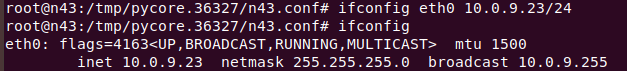 root@n43:/tmp/pycore.36327/n43.conf# ifconfig eth0 10.0.9.23/24
root@n43:/tmp/pycore.36327/n43.conf# ifconfig
eth0: flags=4163<UP,BROADCAST,RUNNING,MULTICAST>  mtu 1500
        inet 10.0.9.23  netmask 255.255.255.0  broadcast 10.0.9.255